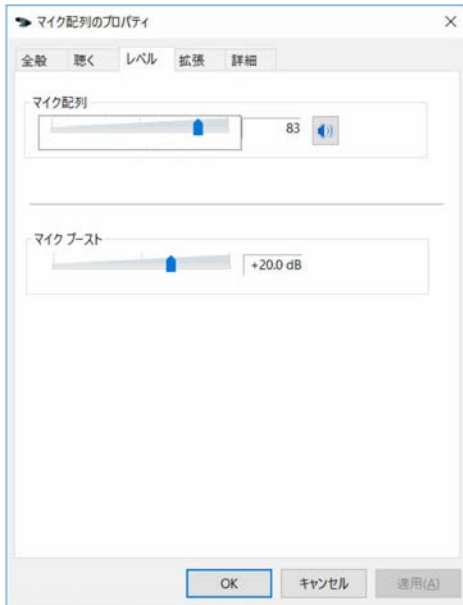 マイク配列のプロパティ
全般 聴く レベル 拡張 詳細
マイク配列
83
マイク ブースト
+20.0 dB
OK キャンセル 適用(A)